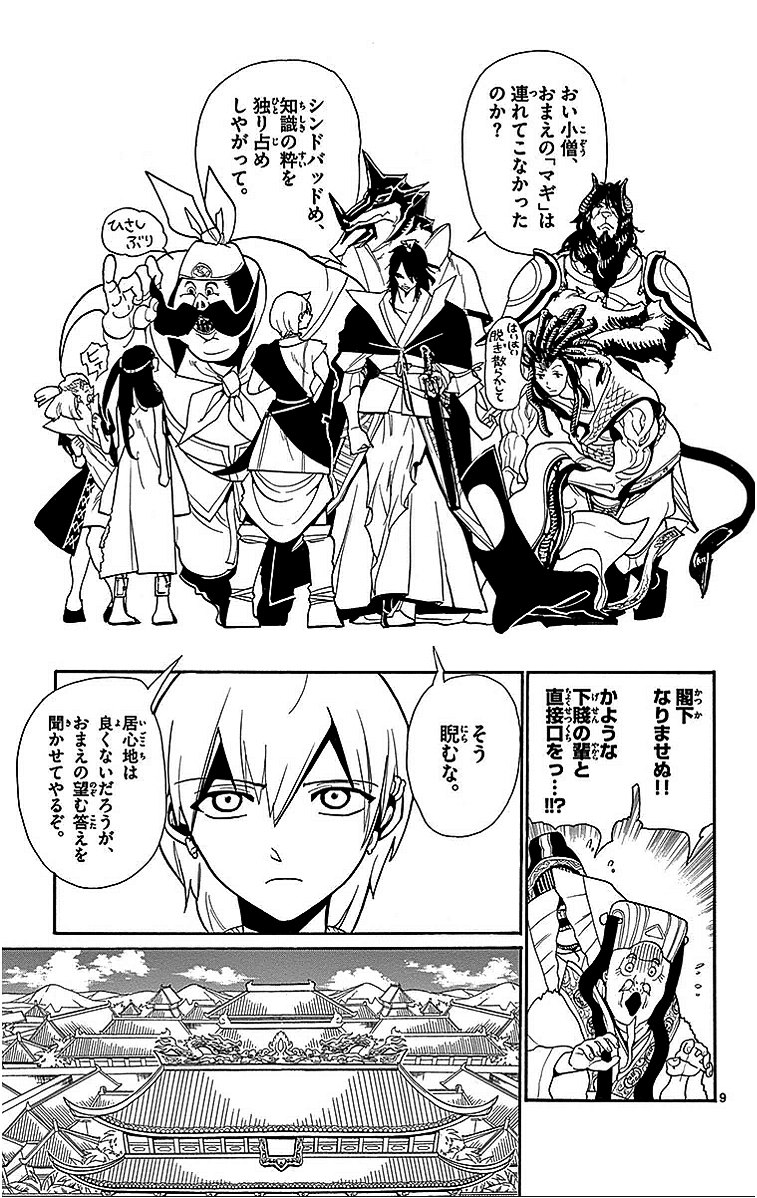 おい小僧、
おまえの「マギ」は
連れてこなかった
のか?
シンドバッドめ、
知識の粋を
独り占め
しやがって。
ひさし
ぶり
はいはい
脱ぎ散らかして
閣下
なりませぬ!!
かような
下賤の輩と
直接口をっ…!!?
そう
睨むな。
居心地は
良くないだろうが、
おまえの望む答えを
聞かせてやるぞ。
9